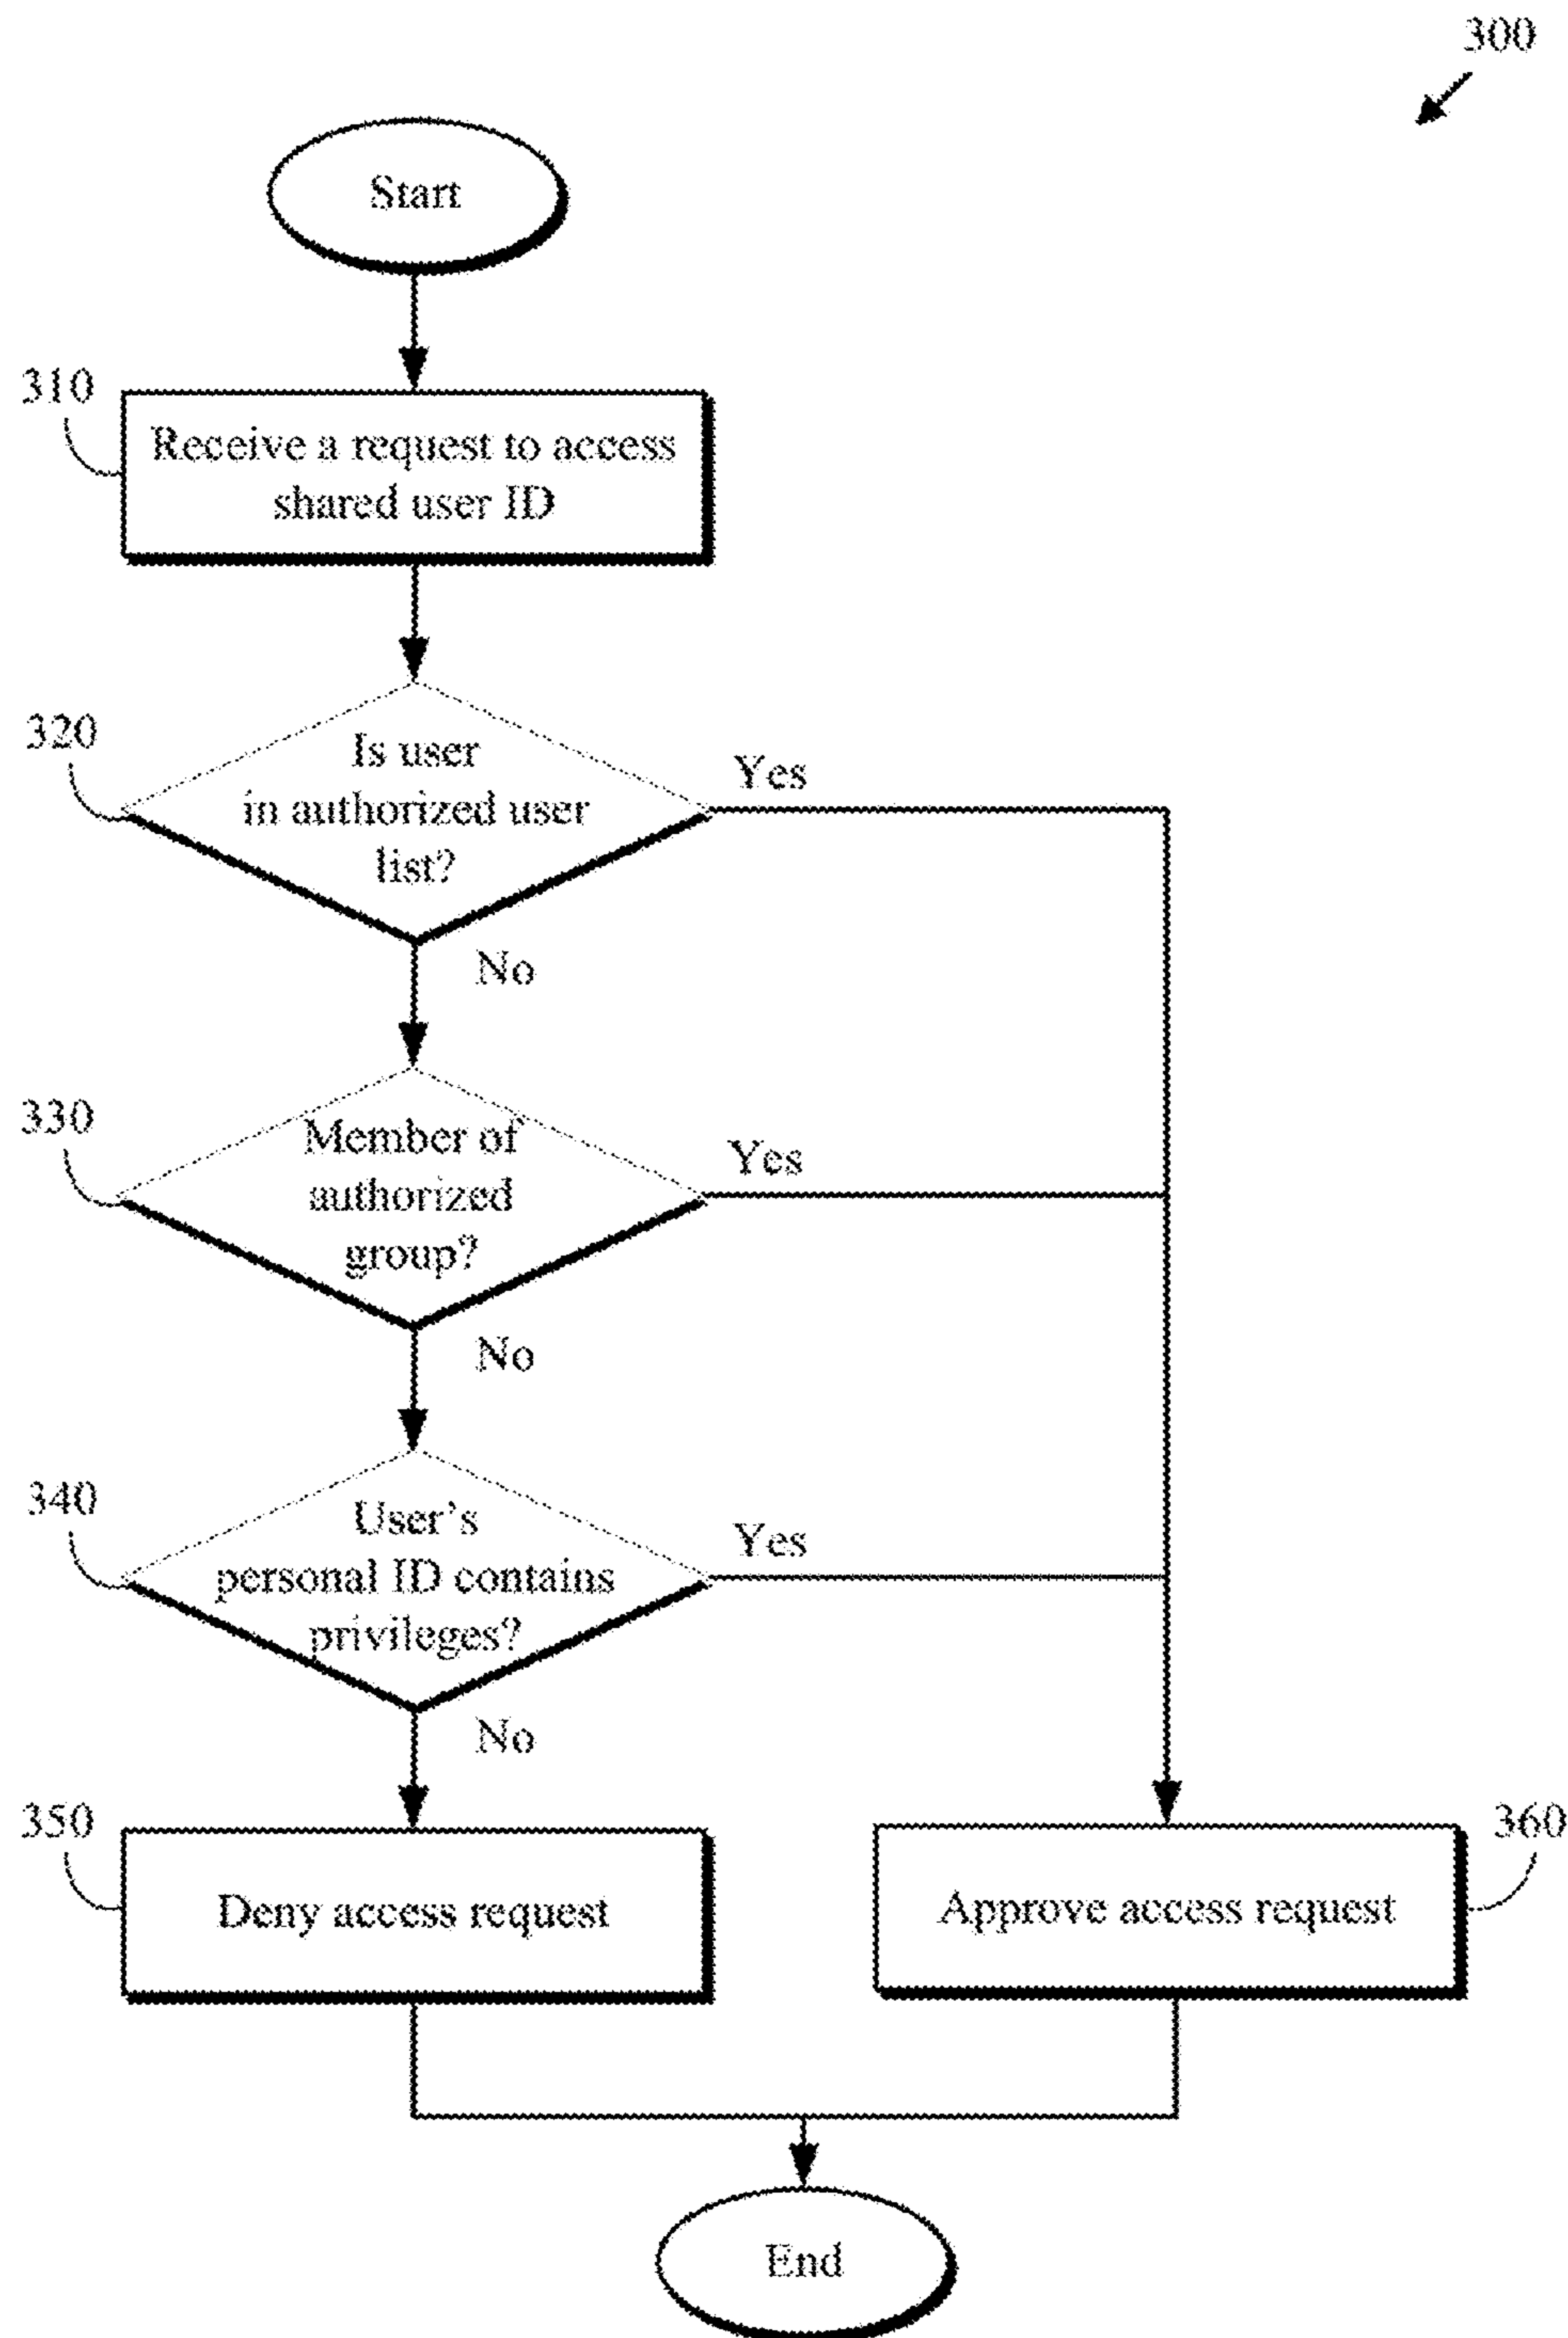 300
Start
310
Receive a request to access
shared user ID
320
Is user
in authorized user
list?
Yes
No
330
Member of
authorized
group?
Yes
No
340
User's
personal ID contains
privileges?
Yes
No
350
Deny access request
360
Approve access request
End